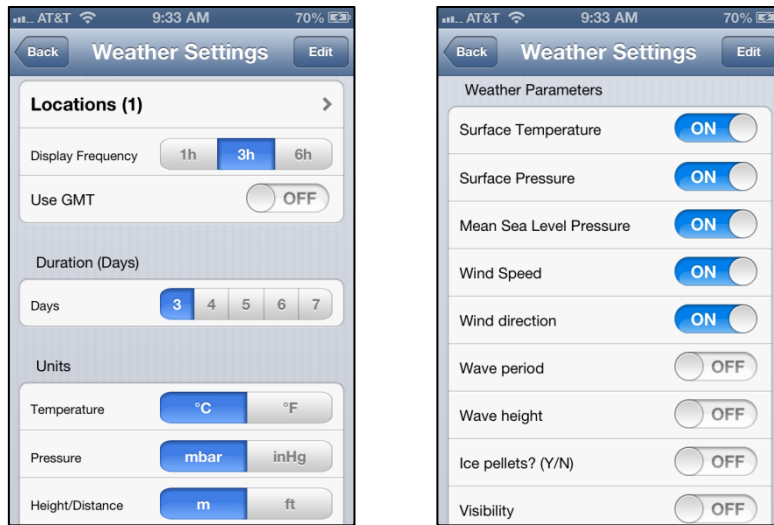 AT&T 9:33 AM 70%
Back Weather Settings Edit
Locations (1)
Display Frequency 1h 3h 6h
Use GMT OFF
Duration (Days)
Days 3 4 5 6 7
Units
Temperature °C °F
Pressure mbar inHg
Height/Distance m ft
AT&T 9:33 AM 70%
Back Weather Settings Edit
Weather Parameters
Surface Temperature ON
Surface Pressure ON
Mean Sea Level Pressure ON
Wind Speed ON
Wind direction ON
Wave period OFF
Wave height OFF
Ice pellets? (Y/N) OFF
Visibility OFF